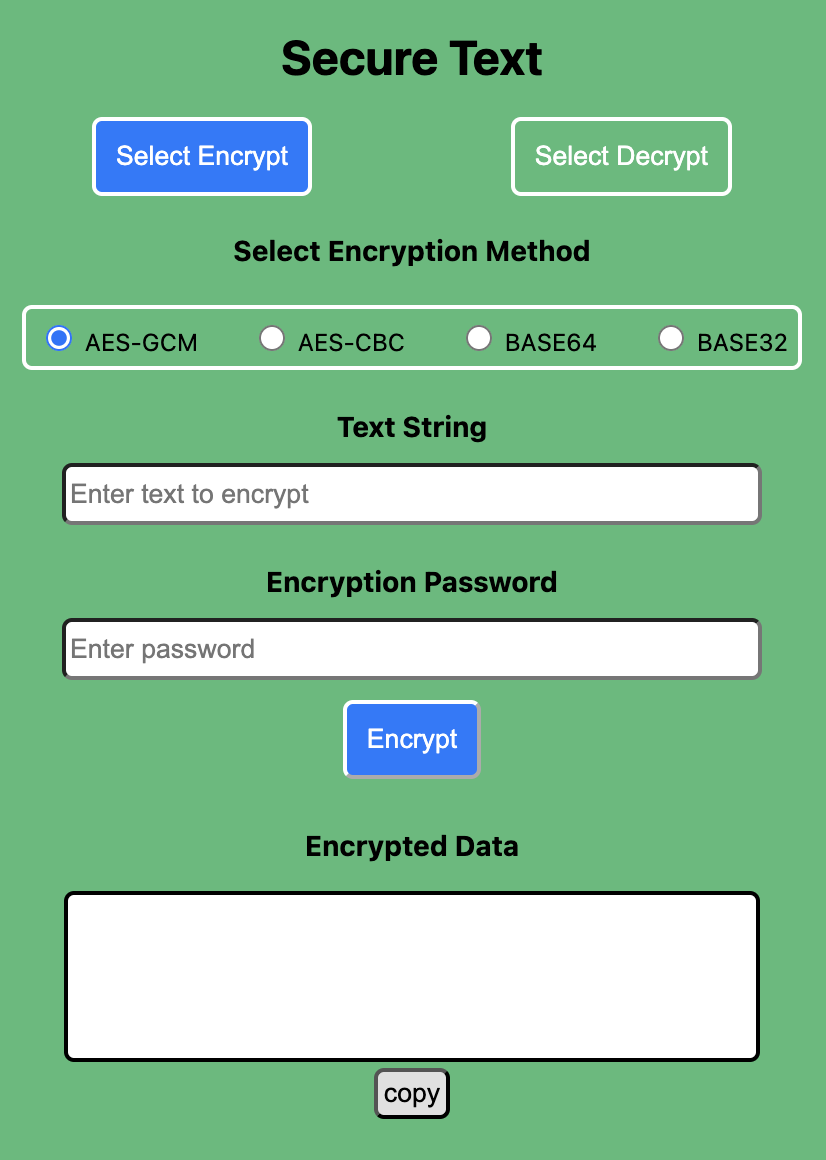 Secure Text
Select Encrypt Select Decrypt
Select Encryption Method
AES-GCM AES-CBC BASE64 BASE32
Text String
Enter text to encrypt
Encryption Password
Enter password
Encrypt
Encrypted Data
copy